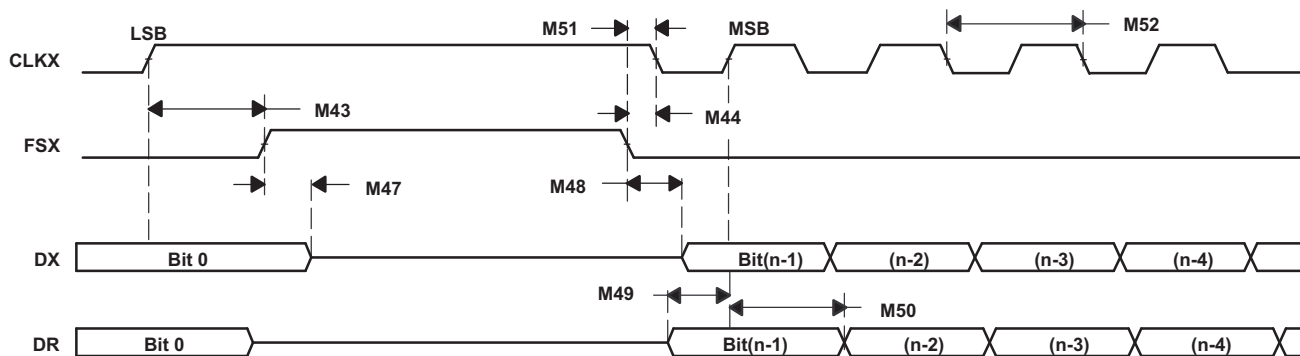 LSB M51 MSB M52
CLKX
M43 M44
FSX
M47 M48
DX Bit 0 Bit(n-1) (n-2) (n-3) (n-4)
M49 M50
DR Bit 0 Bit(n-1) (n-2) (n-3) (n-4)